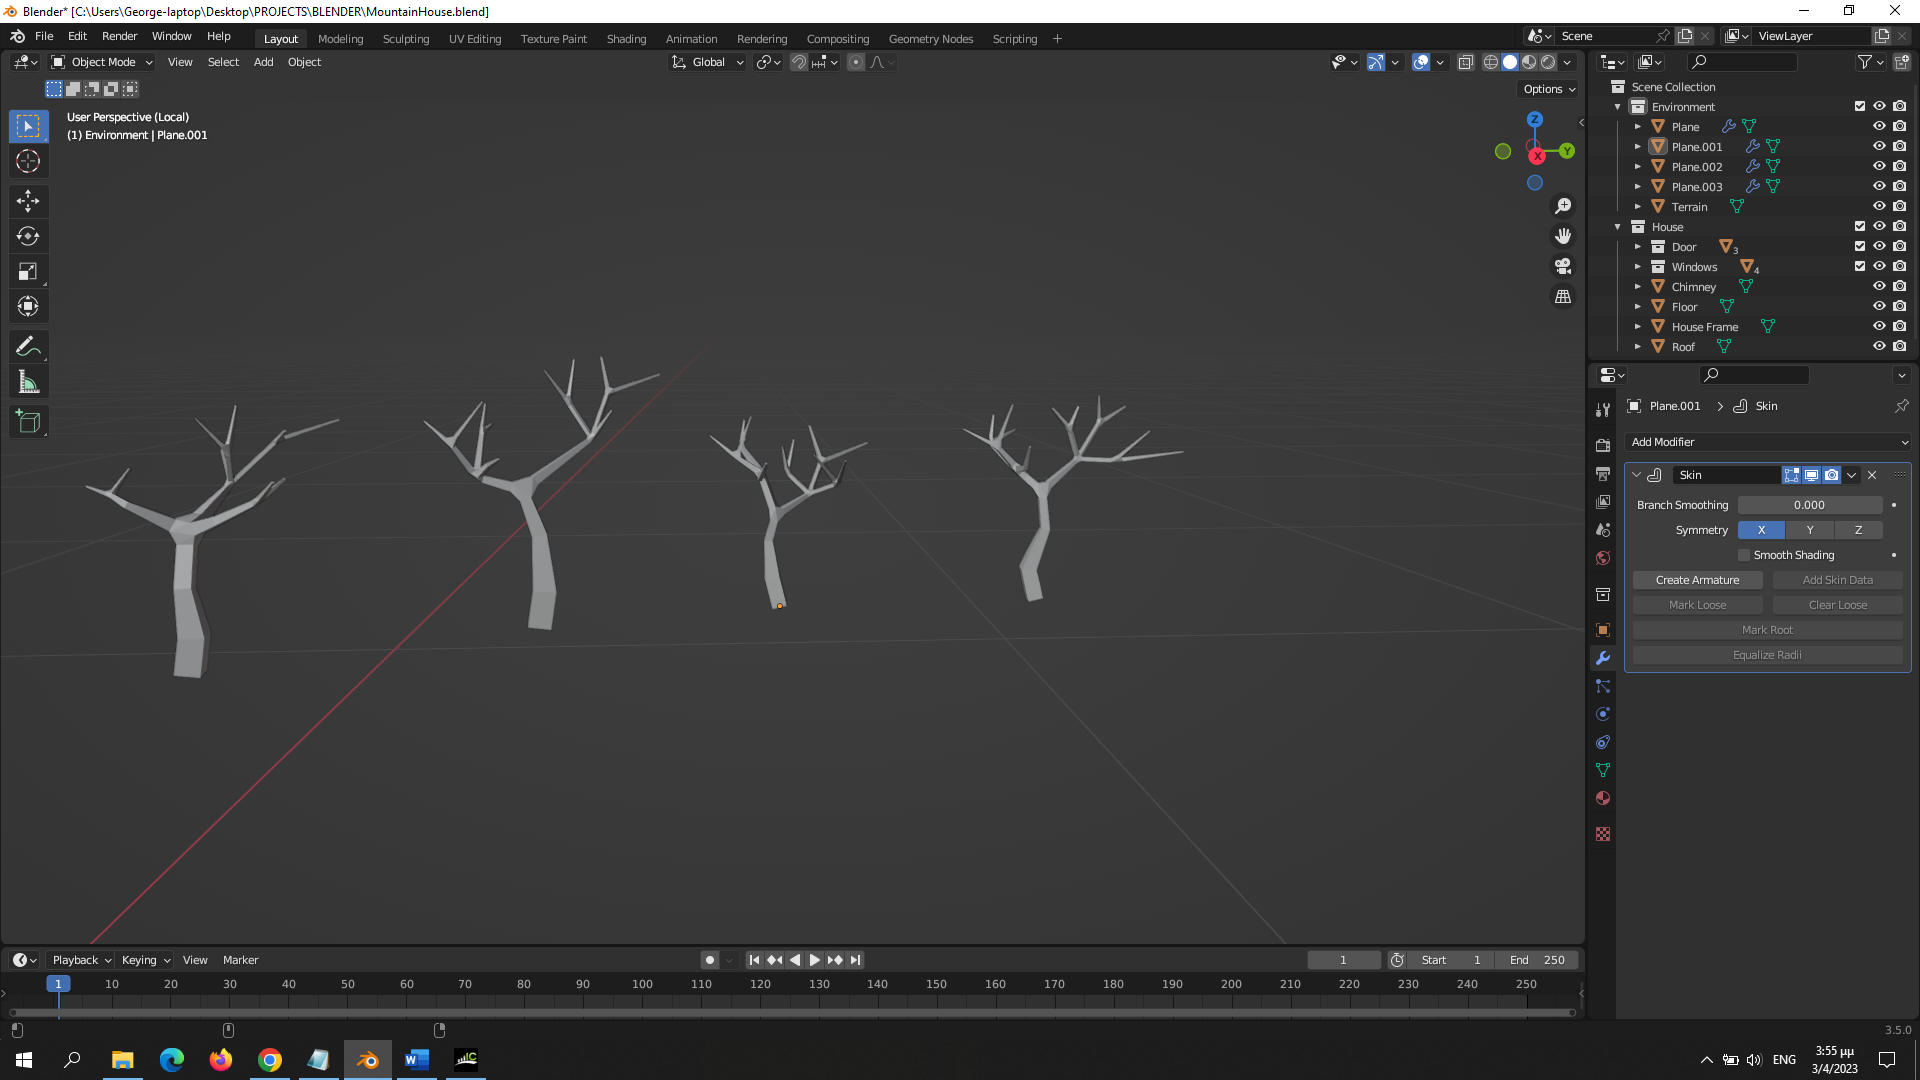 Blender* [C:\Users\George-laptop\Desktop\PROJECTS\BLENDER\MountainHouse.blend]
File Edit Render Window Help Layout Modeling Sculpting UV Editing Texture Paint Shading Animation Rendering Compositing Geometry Nodes Scripting Scene ViewLayer
Object Mode View Select Add Object Global
Options
User Perspective (Local)
(1) Environment | Plane.001
Z
Y
X
Scene Collection
Environment
Plane
Plane.001
Plane.002
Plane.003
Terrain
House
Door 3
Windows 4
Chimney
Floor
House Frame
Roof
Plane.001 > Skin
Add Modifier
Skin
Branch Smoothing 0.000
Symmetry X Y Z
Smooth Shading
Create Armature Add Skin Data
Mark Loose Clear Loose
Mark Root
Equalize Radii
Playback Keying View Marker 1 Start 1 End 250
1 10 20 30 40 50 60 70 80 90 100 110 120 130 140 150 160 170 180 190 200 210 220 230 240 250
3.5.0
ENG
3:55 μμ
3/4/2023